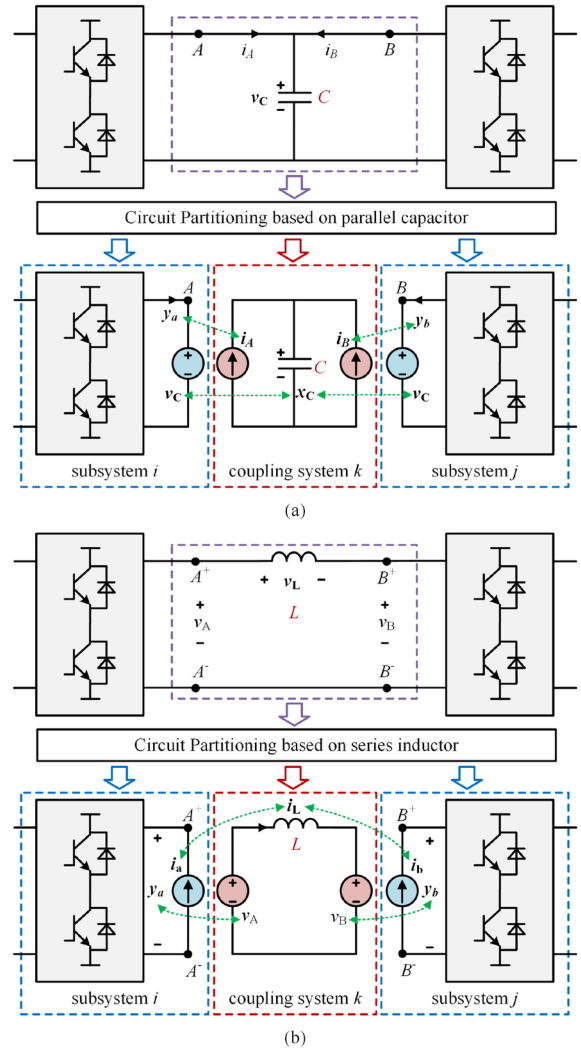 A i_A i_B B
+
v_C C
−
Circuit Partitioning based on parallel capacitor
A B
y_a i_A i_B y_b
+ + +
C
− − −
v_C x_C v_C
subsystem i coupling system k subsystem j
(a)
A⁺ B⁺
+ v_L −
+ L +
v_A v_B
− −
A⁻ B⁻
Circuit Partitioning based on series inductor
i_L
A⁺ B⁺
+ L +
i_a i_b
y_a + + y_b
− −
v_A v_B
− −
A⁻ B⁻
subsystem i coupling system k subsystem j
(b)